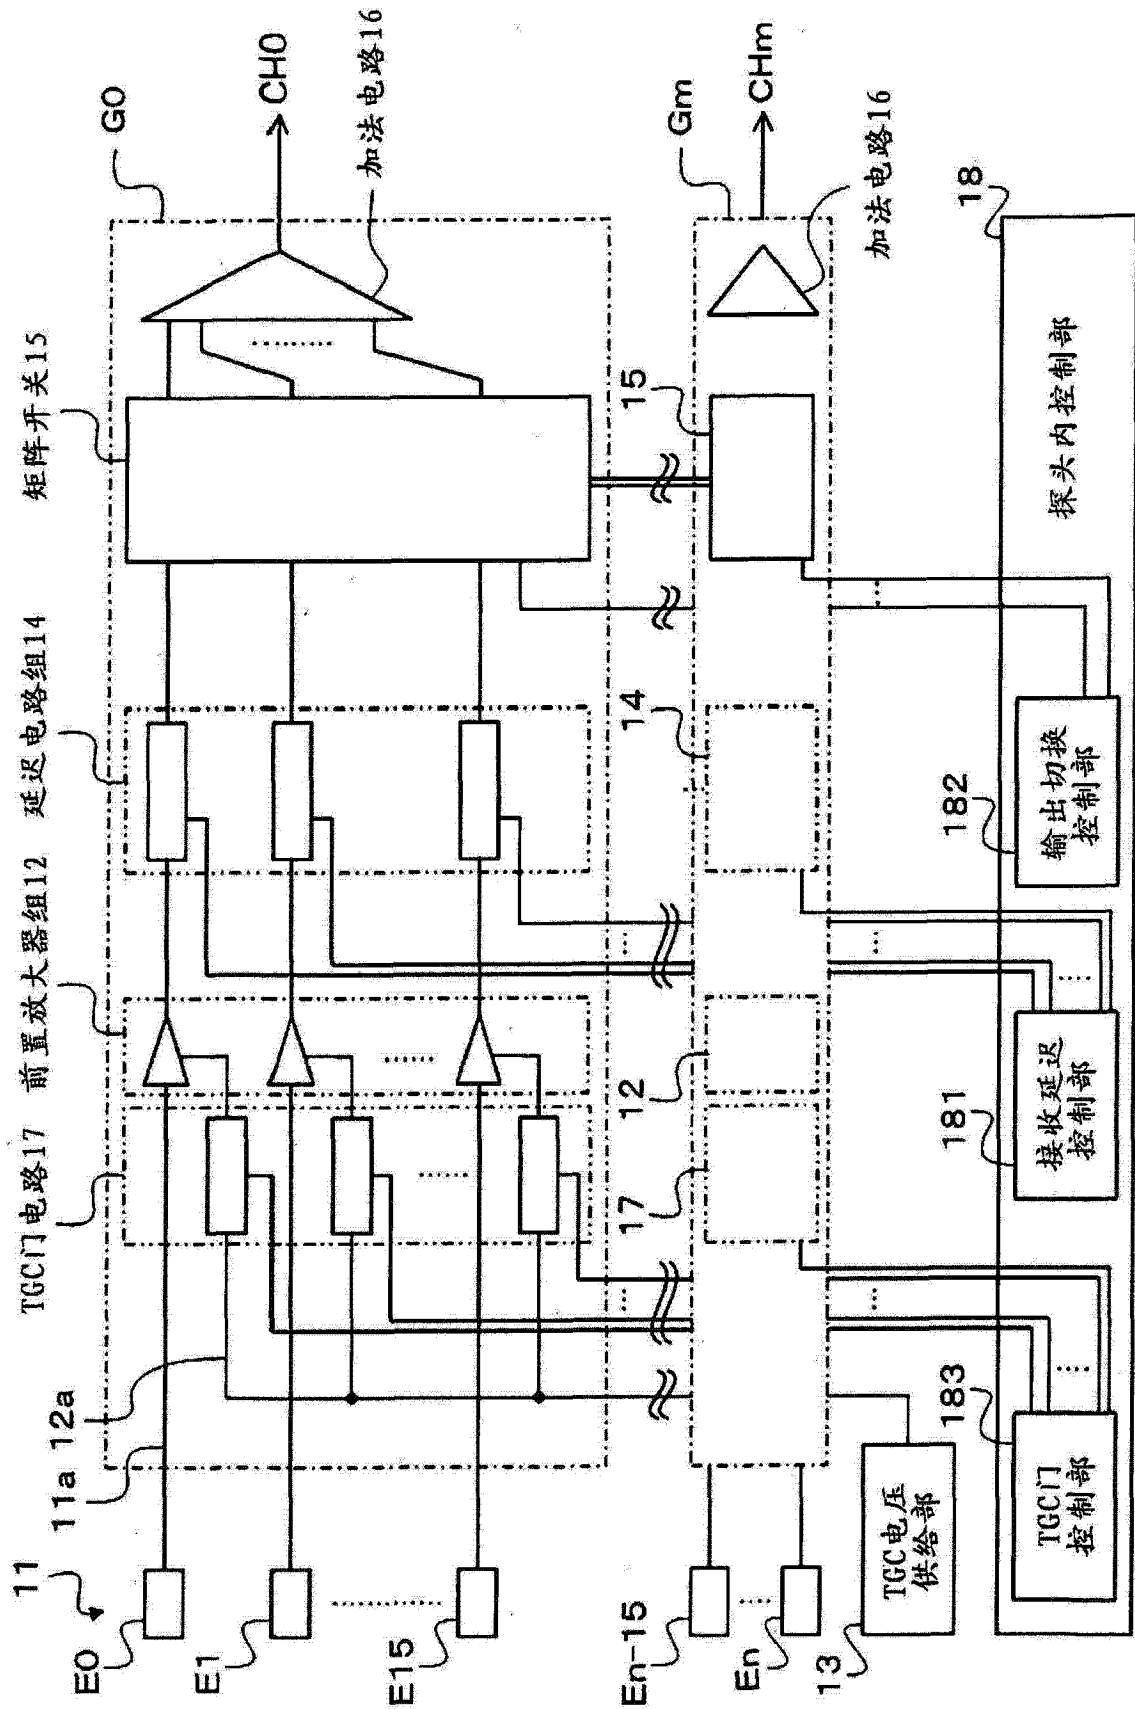 11
E0
E1
E15
En-15
En
13
11a
12a
TGC门电路17
前置放大器组12
延迟电路组14
矩阵开关15
G0
CH0
加法电路16
Gm
CHm
加法电路16
17
12
14
15
18
TGC电压
供给部
183
TGC门
控制部
181
接收延迟
控制部
182
输出切换
控制部
探头内控制部